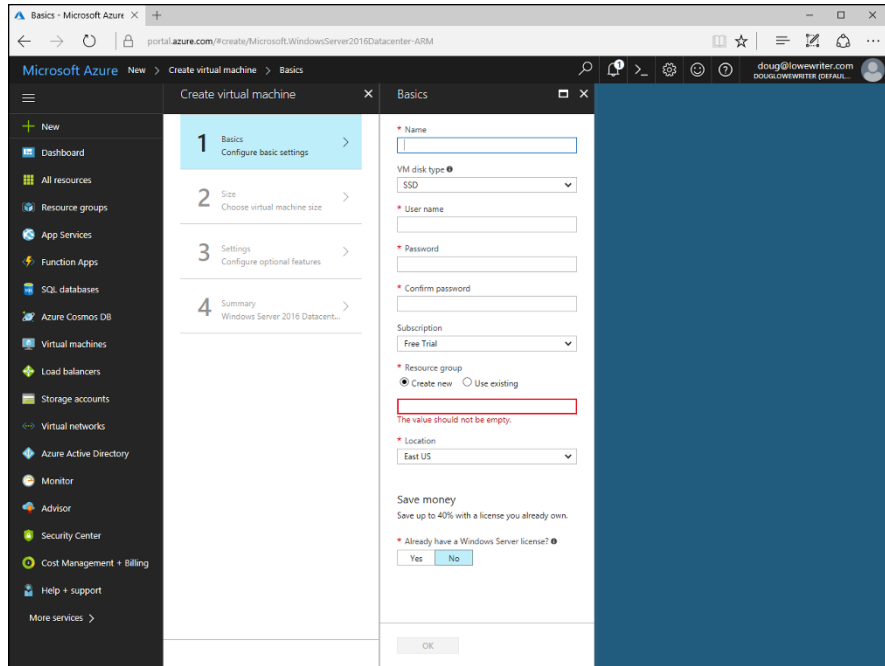 Basics - Microsoft Azure
portal.azure.com/#create/Microsoft.WindowsServer2016Datacenter-ARM
Microsoft Azure New > Create virtual machine > Basics
1
doug@lowewriter.com
DOUGLOWEWRITER (DEFAUL...
New
Dashboard
All resources
Resource groups
App Services
Function Apps
SQL databases
Azure Cosmos DB
Virtual machines
Load balancers
Storage accounts
Virtual networks
Azure Active Directory
Monitor
Advisor
Security Center
Cost Management + Billing
Help + support
More services >
Create virtual machine
1 Basics
Configure basic settings
2 Size
Choose virtual machine size
3 Settings
Configure optional features
4 Summary
Windows Server 2016 Datacent...
Basics
* Name
VM disk type
SSD
* User name
* Password
* Confirm password
Subscription
Free Trial
* Resource group
Create new Use existing
The value should not be empty.
* Location
East US
Save money
Save up to 40% with a license you already own.
* Already have a Windows Server license?
Yes No
OK